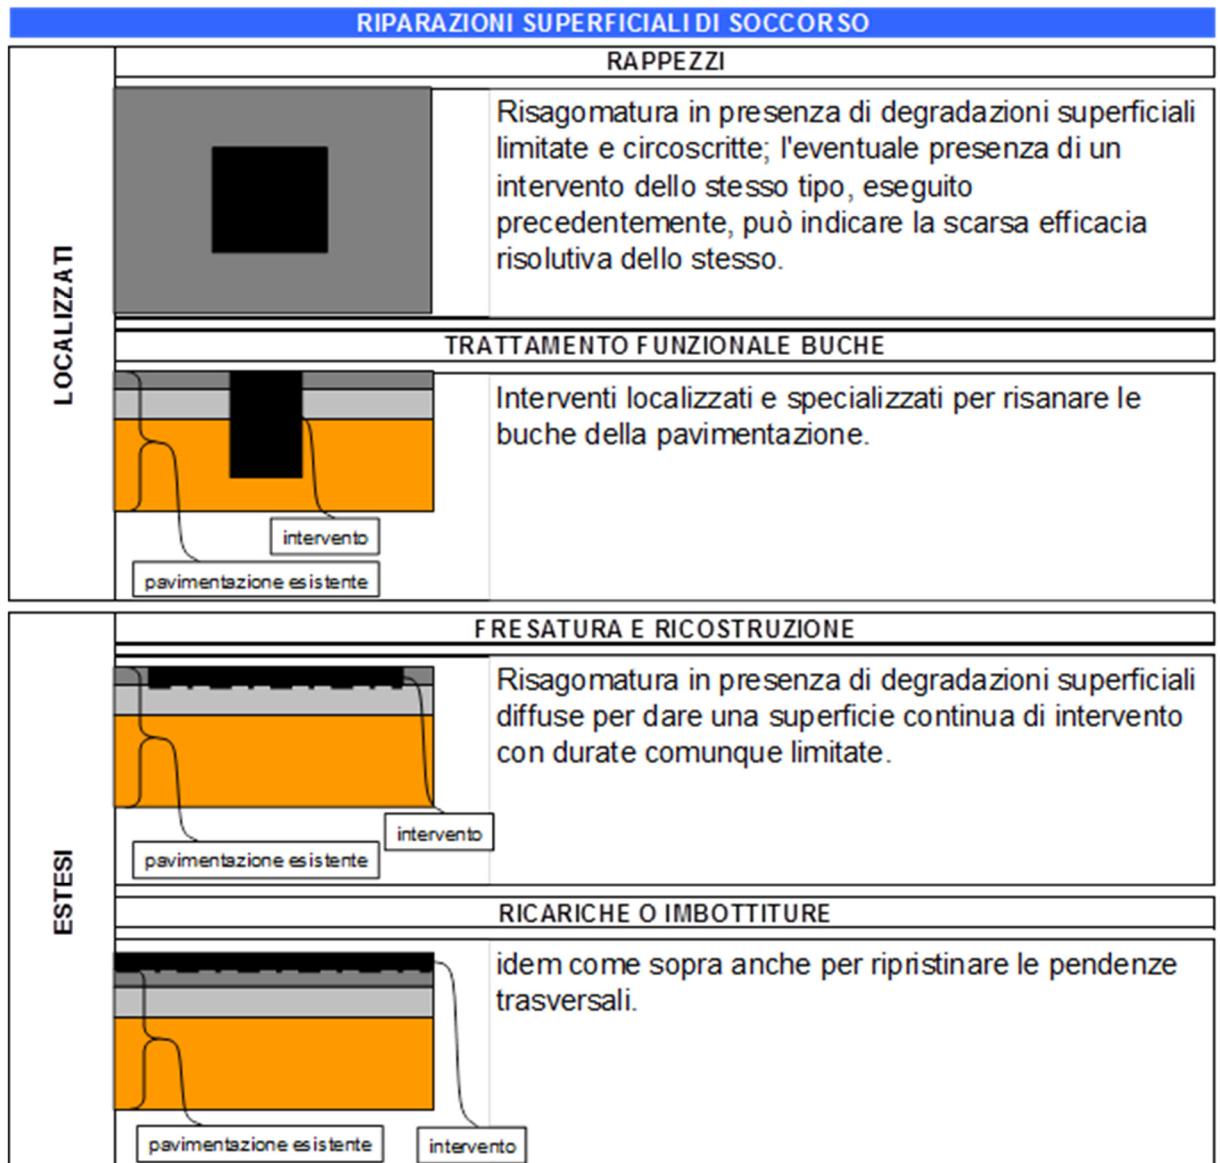 RIPARAZIONI SUPERFICIALI DI SOCCORSO
LOCALIZZATI
RAPPEZZI
Risagomatura in presenza di degradazioni superficiali
limitate e circoscritte; l'eventuale presenza di un
intervento dello stesso tipo, eseguito
precedentemente, può indicare la scarsa efficacia
risolutiva dello stesso.
TRATTAMENTO FUNZIONALE BUCHE
Interventi localizzati e specializzati per risanare le
buche della pavimentazione.
intervento
pavimentazione esistente
ESTESI
FRESATURA E RICOSTRUZIONE
Risagomatura in presenza di degradazioni superficiali
diffuse per dare una superficie continua di intervento
con durate comunque limitate.
intervento
pavimentazione esistente
RICARICHE O IMBOTTITURE
idem come sopra anche per ripristinare le pendenze
trasversali.
pavimentazione esistente
intervento